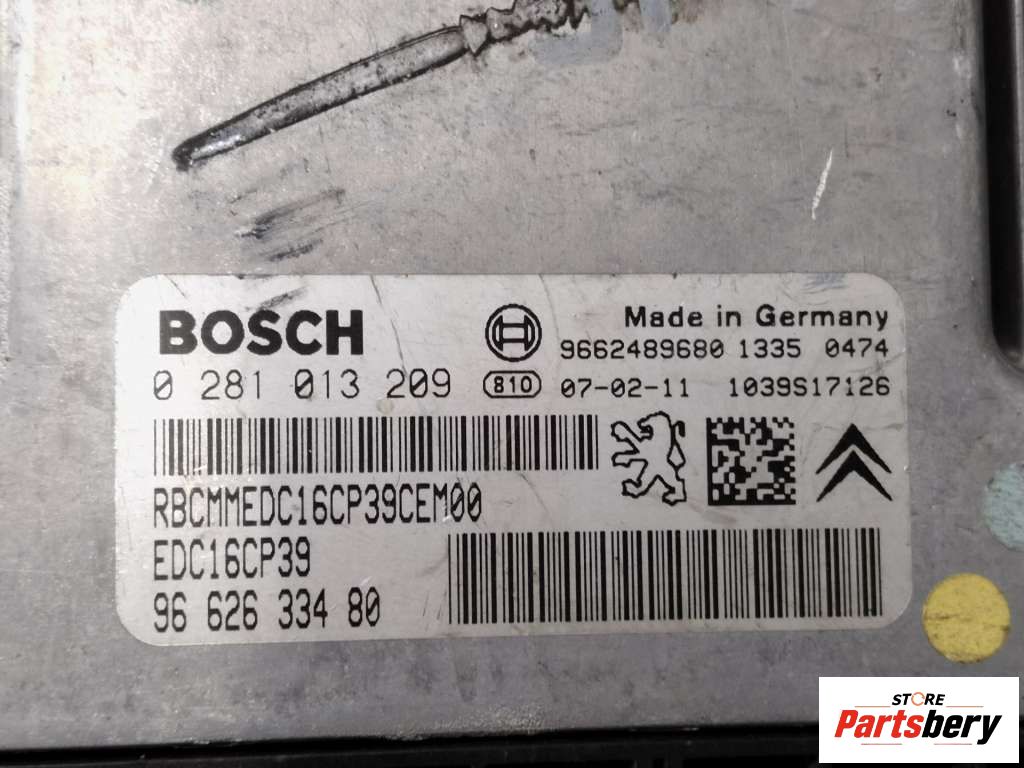 BOSCH
Made in Germany
9662489680 1335 0474
0 281 013 209 810 07-02-11 1039S17126
RBCMMEDC16CP39CEM00
EDC16CP39
96 626 334 80
STORE
Partsbery